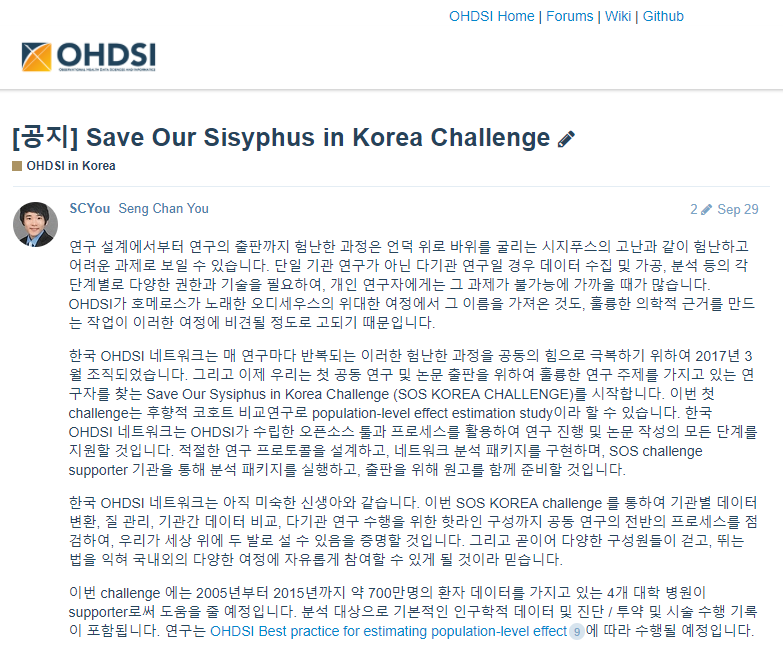 OHDSI Home | Forums | Wiki | Github
OHDSI
OBSERVATIONAL HEALTH DATA SCIENCES AND INFORMATICS
[공지] Save Our Sisyphus in Korea Challenge
OHDSI in Korea
SCYou Seng Chan You 2 Sep 29
연구 설계에서부터 연구의 출판까지 험난한 과정은 언덕 위로 바위를 굴리는 시지푸스의 고난과 같이 험난하고
어려운 과제로 보일 수 있습니다. 단일 기관 연구가 아닌 다기관 연구일 경우 데이터 수집 및 가공, 분석 등의 각
단계별로 다양한 권한과 기술을 필요하여, 개인 연구자에게는 그 과제가 불가능에 가까울 때가 많습니다.
OHDSI가 호메로스가 노래한 오디세우스의 위대한 여정에서 그 이름을 가져온 것도, 훌륭한 의학적 근거를 만드
는 작업이 이러한 여정에 비견될 정도로 고되기 때문입니다.
한국 OHDSI 네트워크는 매 연구마다 반복되는 이러한 험난한 과정을 공동의 힘으로 극복하기 위하여 2017년 3
월 조직되었습니다. 그리고 이제 우리는 첫 공동 연구 및 논문 출판을 위하여 훌륭한 연구 주제를 가지고 있는 연
구자를 찾는 Save Our Sysiphus in Korea Challenge (SOS KOREA CHALLENGE)를 시작합니다. 이번 첫
challenge는 후향적 코호트 비교연구로 population-level effect estimation study이라 할 수 있습니다. 한국
OHDSI 네트워크는 OHDSI가 수립한 오픈소스 툴과 프로세스를 활용하여 연구 진행 및 논문 작성의 모든 단계를
지원할 것입니다. 적절한 연구 프로토콜을 설계하고, 네트워크 분석 패키지를 구현하며, SOS challenge
supporter 기관을 통해 분석 패키지를 실행하고, 출판을 위해 원고를 함께 준비할 것입니다.
한국 OHDSI 네트워크는 아직 미숙한 신생아와 같습니다. 이번 SOS KOREA challenge 를 통하여 기관별 데이터
변환, 질 관리, 기관간 데이터 비교, 다기관 연구 수행을 위한 핫라인 구성까지 공동 연구의 전반의 프로세스를 점
검하여, 우리가 세상 위에 두 발로 설 수 있음을 증명할 것입니다. 그리고 곧이어 다양한 구성원들이 걷고, 뛰는
법을 익혀 국내외의 다양한 여정에 자유롭게 참여할 수 있게 될 것이라 믿습니다.
이번 challenge 에는 2005년부터 2015년까지 약 700만명의 환자 데이터를 가지고 있는 4개 대학 병원이
supporter로써 도움을 줄 예정입니다. 분석 대상으로 기본적인 인구학적 데이터 및 진단 / 투약 및 시술 수행 기록
이 포함됩니다. 연구는 OHDSI Best practice for estimating population-level effect 9 에 따라 수행될 예정입니다.